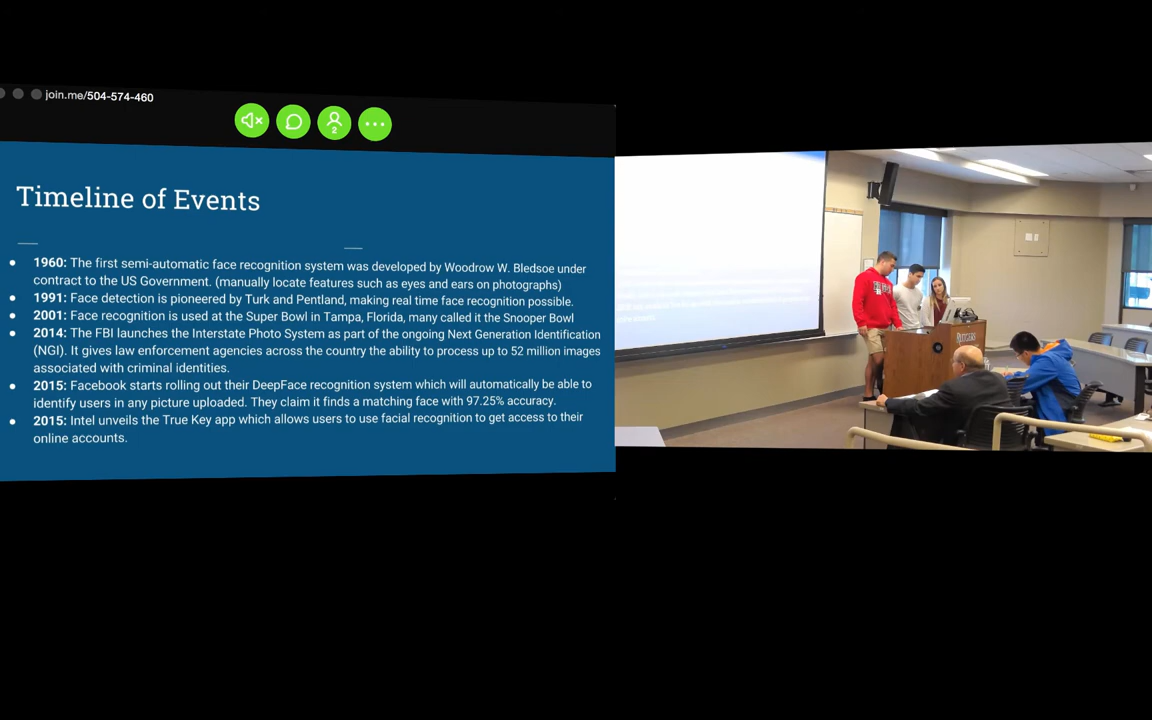 join.me/504-574-460
2
Timeline of Events
1960: The first semi-automatic face recognition system was developed by Woodrow W. Bledsoe under
contract to the US Government. (manually locate features such as eyes and ears on photographs)
1991: Face detection is pioneered by Turk and Pentland, making real time face recognition possible.
2001: Face recognition is used at the Super Bowl in Tampa, Florida, many called it the Snooper Bowl
2014: The FBI launches the Interstate Photo System as part of the ongoing Next Generation Identification
(NGI). It gives law enforcement agencies across the country the ability to process up to 52 million images
associated with criminal identities.
2015: Facebook starts rolling out their DeepFace recognition system which will automatically be able to
identify users in any picture uploaded. They claim it finds a matching face with 97.25% accuracy.
2015: Intel unveils the True Key app which allows users to use facial recognition to get access to their
online accounts.
RUTGERS